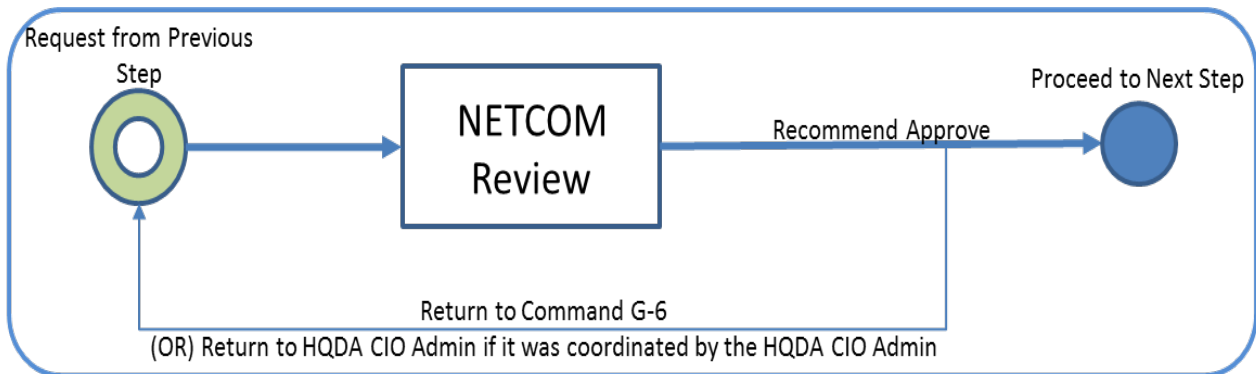 Request from Previous
Step
Proceed to Next Step
NETCOM
Review
Recommend Approve
Return to Command G-6
(OR) Return to HQDA CIO Admin if it was coordinated by the HQDA CIO Admin